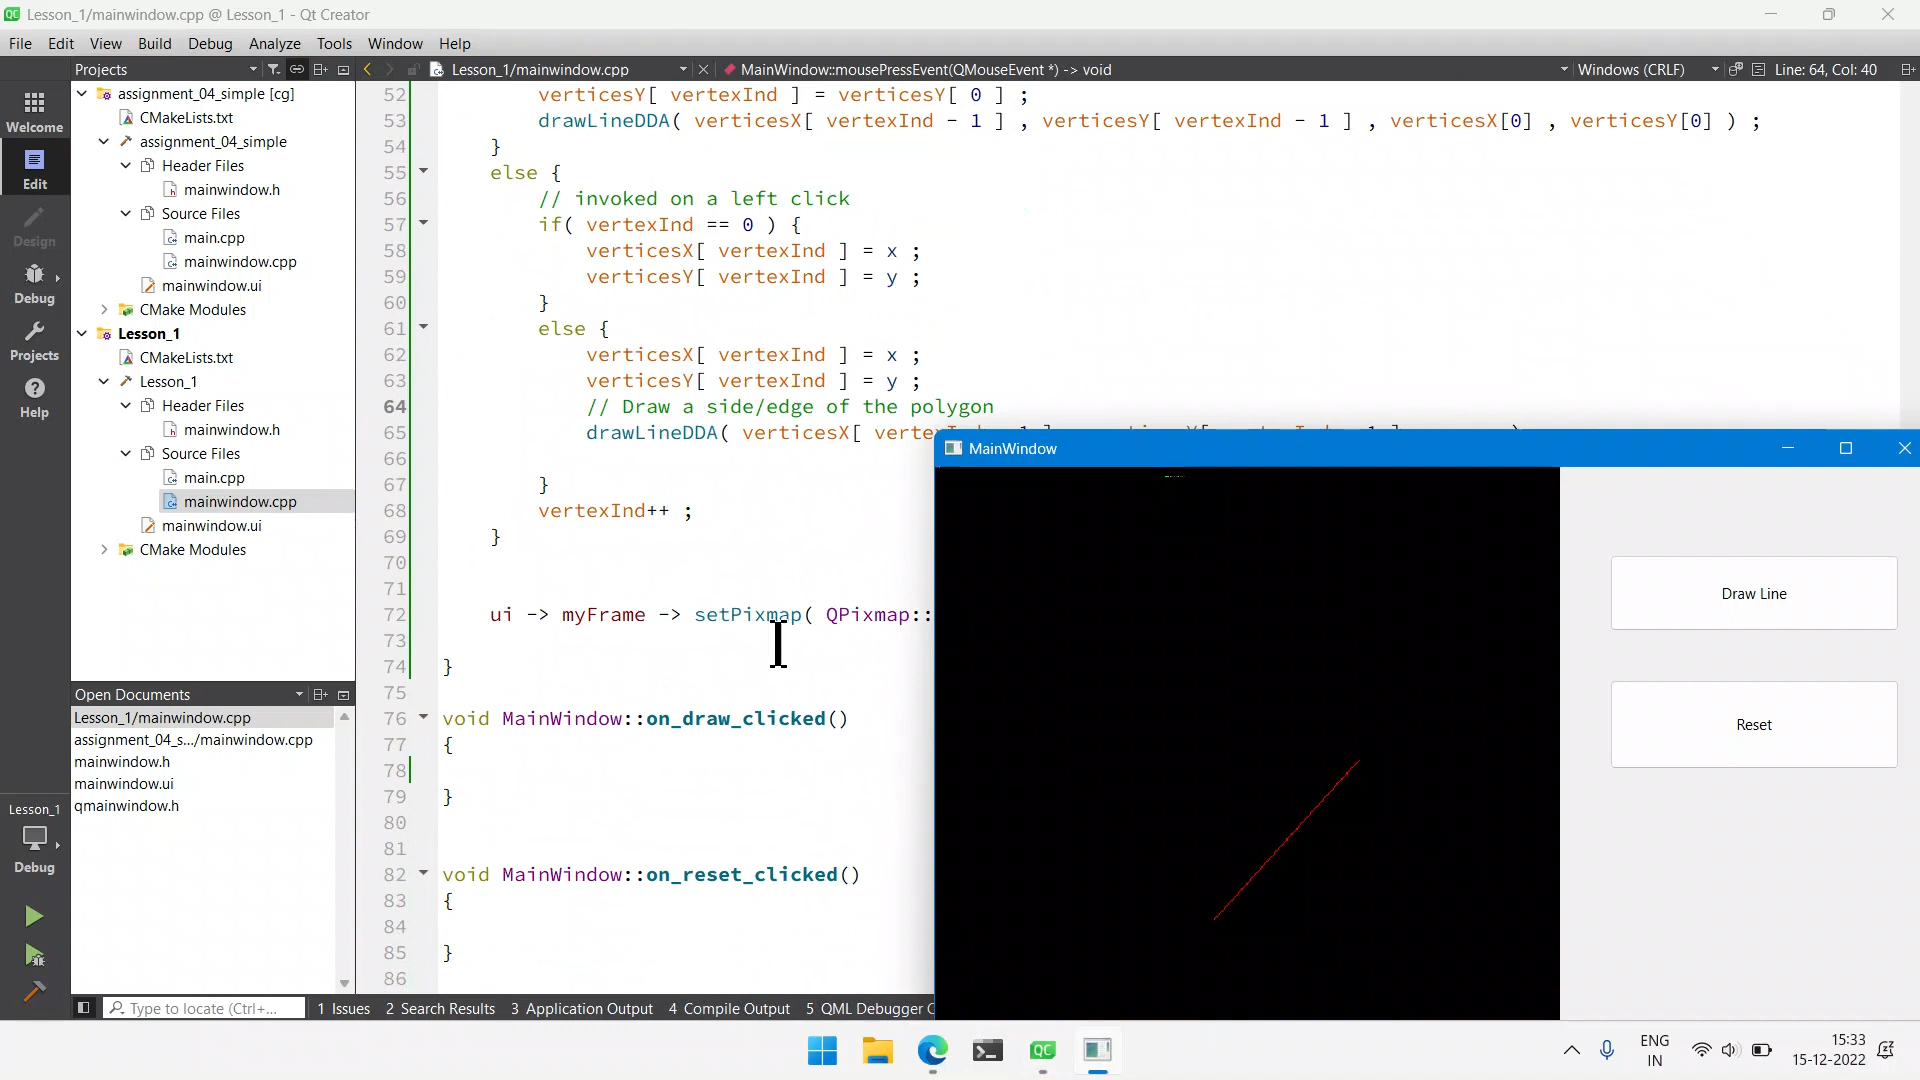 Lesson_1/mainwindow.cpp @ Lesson_1 - Qt Creator
File Edit View Build Debug Analyze Tools Window Help
Projects
Lesson_1/mainwindow.cpp
MainWindow::mousePressEvent(QMouseEvent *) -> void
Windows (CRLF)
Line: 64, Col: 40
Welcome
Edit
Design
Debug
Projects
Help
Lesson_1
Debug
assignment_04_simple [cg]
CMakeLists.txt
assignment_04_simple
Header Files
mainwindow.h
Source Files
main.cpp
mainwindow.cpp
mainwindow.ui
CMake Modules
Lesson_1
CMakeLists.txt
Lesson_1
Header Files
mainwindow.h
Source Files
main.cpp
mainwindow.cpp
mainwindow.ui
CMake Modules
Open Documents
Lesson_1/mainwindow.cpp
assignment_04_s.../mainwindow.cpp
mainwindow.h
mainwindow.ui
qmainwindow.h
52 verticesY[ vertexInd ] = verticesY[ 0 ] ;
53 drawLineDDA( verticesX[ vertexInd - 1 ] , verticesY[ vertexInd - 1 ] , verticesX[0] , verticesY[0] ) ;
54 }
55 else {
56 // invoked on a left click
57 if( vertexInd == 0 ) {
58 verticesX[ vertexInd ] = x ;
59 verticesY[ vertexInd ] = y ;
60 }
61 else {
62 verticesX[ vertexInd ] = x ;
63 verticesY[ vertexInd ] = y ;
64 // Draw a side/edge of the polygon
65 drawLineDDA( verticesX[
66
67 }
68 vertexInd++ ;
69 }
70
71
72 ui -> myFrame -> setPixmap( QPixmap::
73
74 }
75
76 void MainWindow::on_draw_clicked()
77 {
78
79 }
80
81
82 void MainWindow::on_reset_clicked()
83 {
84
85 }
86
MainWindow
Draw Line
Reset
Type to locate (Ctrl+...
1 Issues 2 Search Results 3 Application Output 4 Compile Output 5 QML Debugger
ENG
IN
15:33
15-12-2022